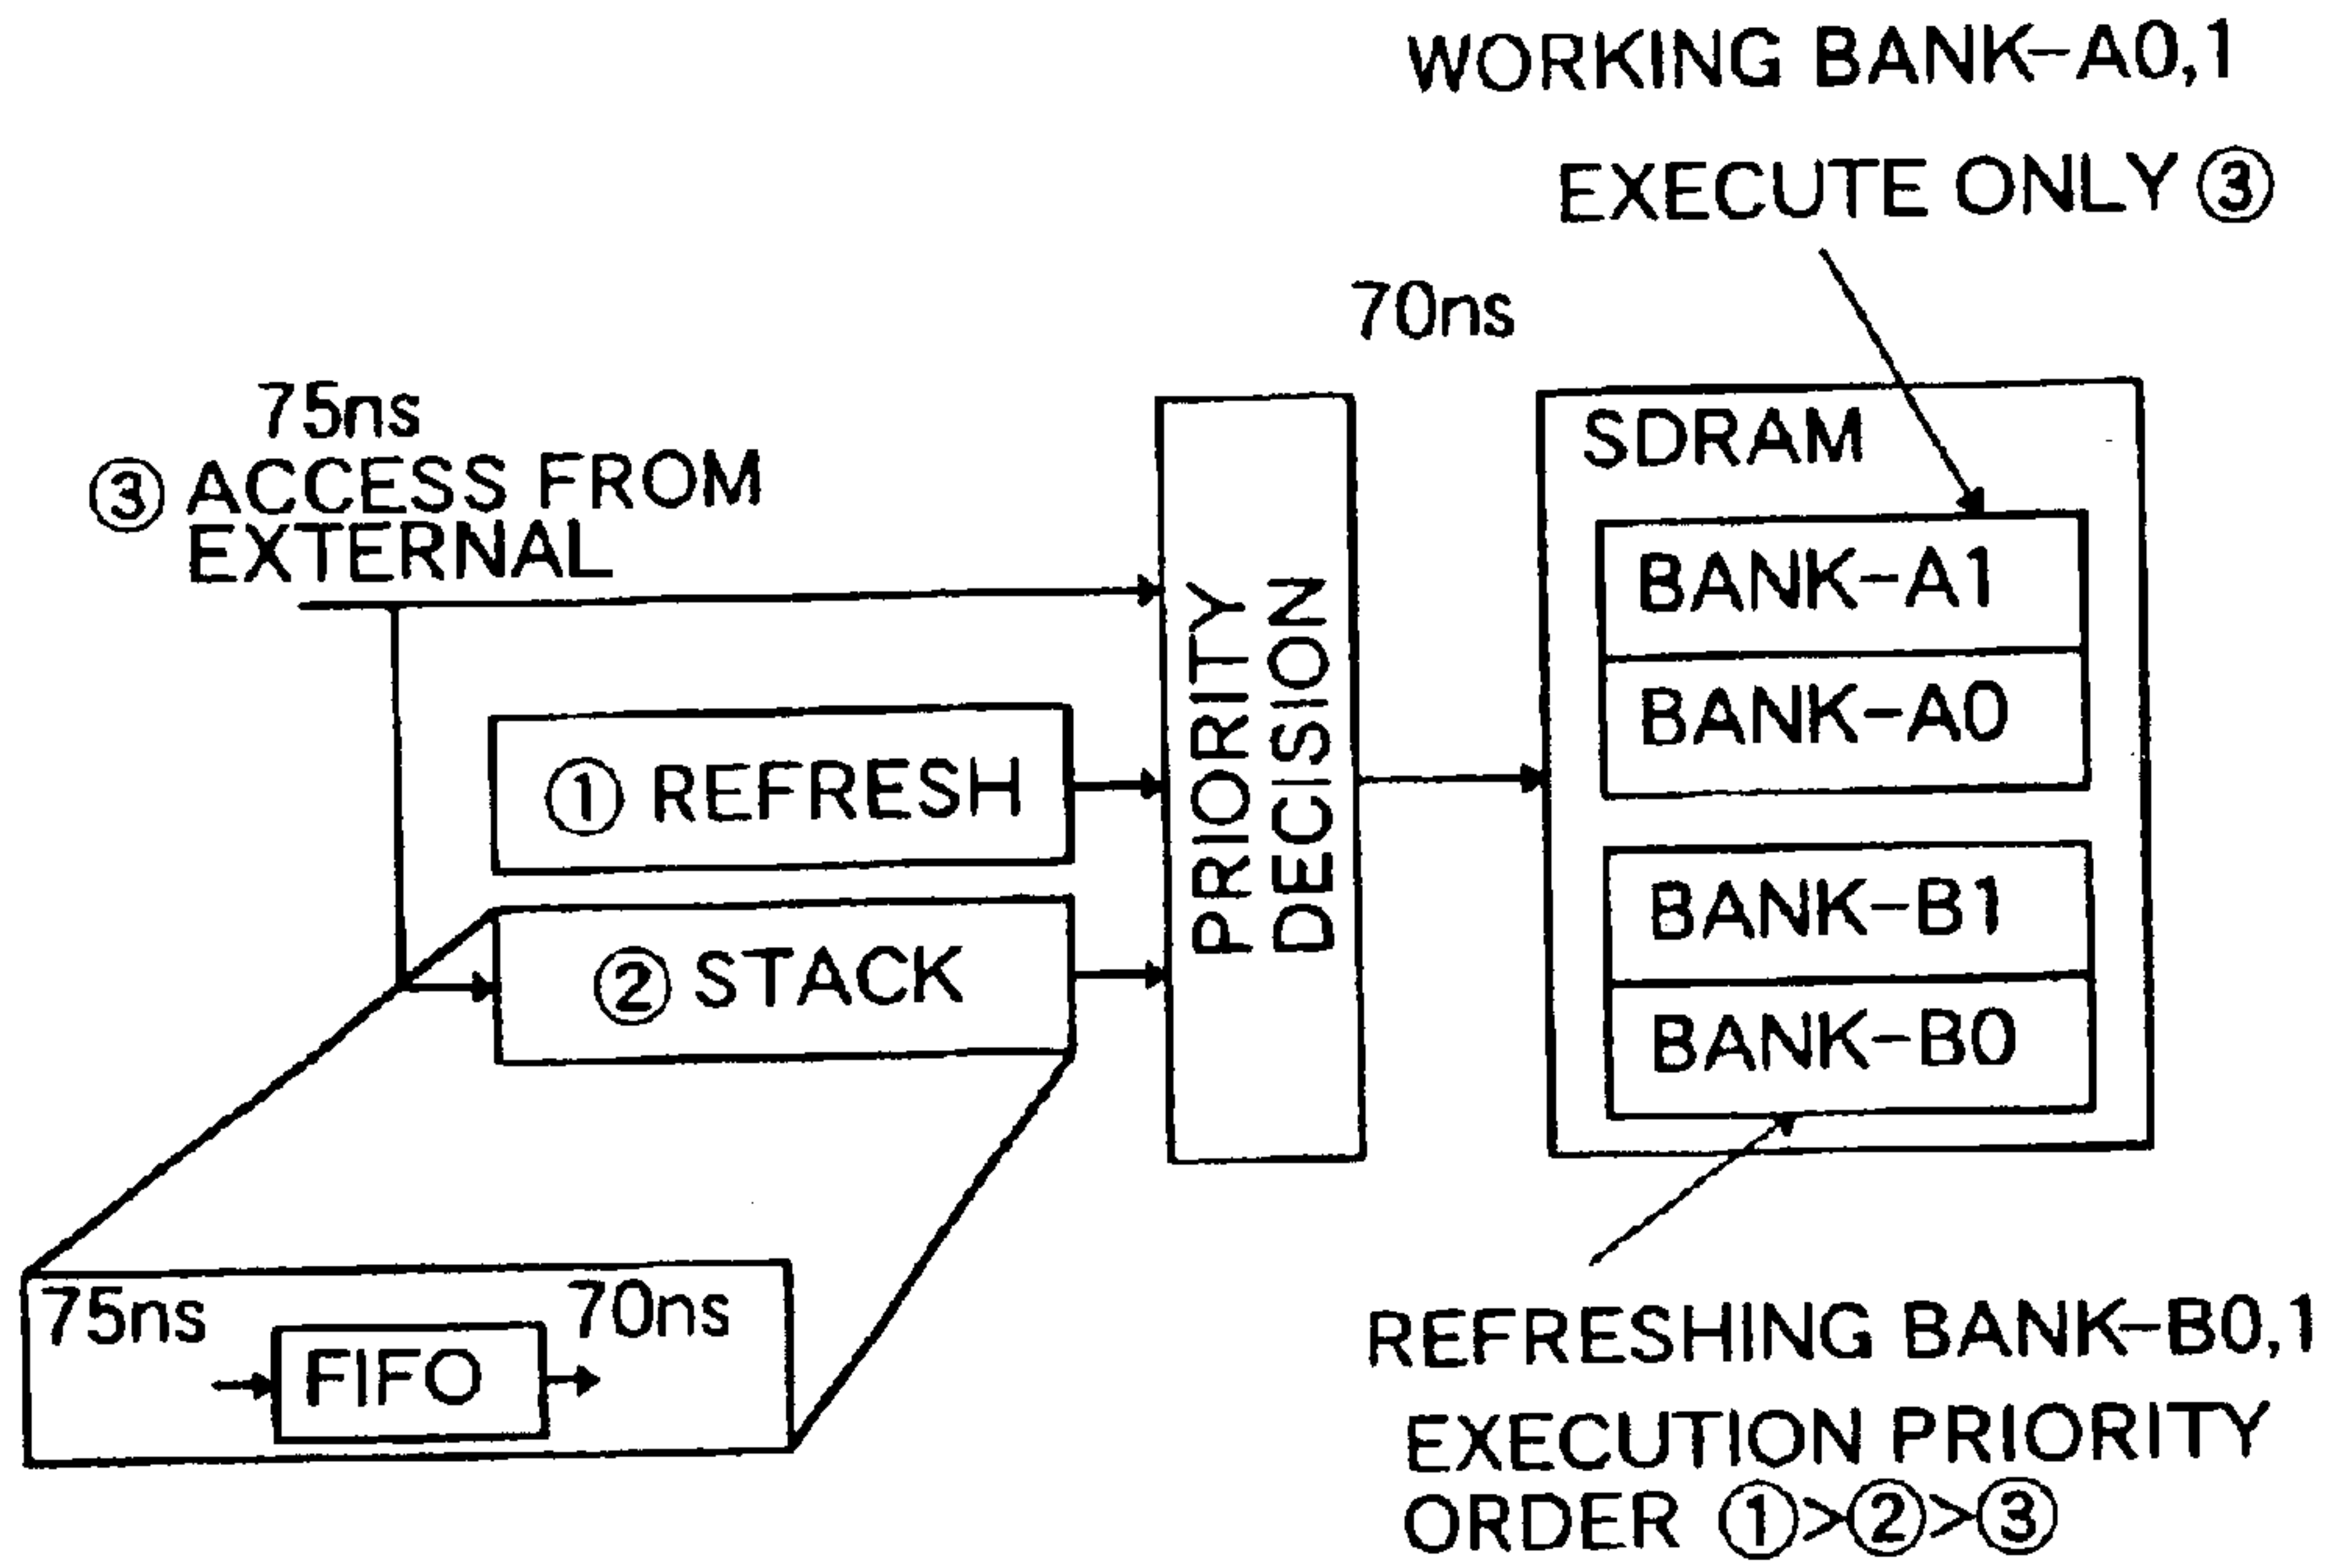 WORKING BANK-A0,1
EXECUTE ONLY ③
70ns
75ns
③ ACCESS FROM
EXTERNAL
① REFRESH
② STACK
PRIORITY
DECISION
SDRAM
BANK-A1
BANK-A0
BANK-B1
BANK-B0
75ns
FIFO
70ns
REFRESHING BANK-B0,1
EXECUTION PRIORITY
ORDER ①>②>③